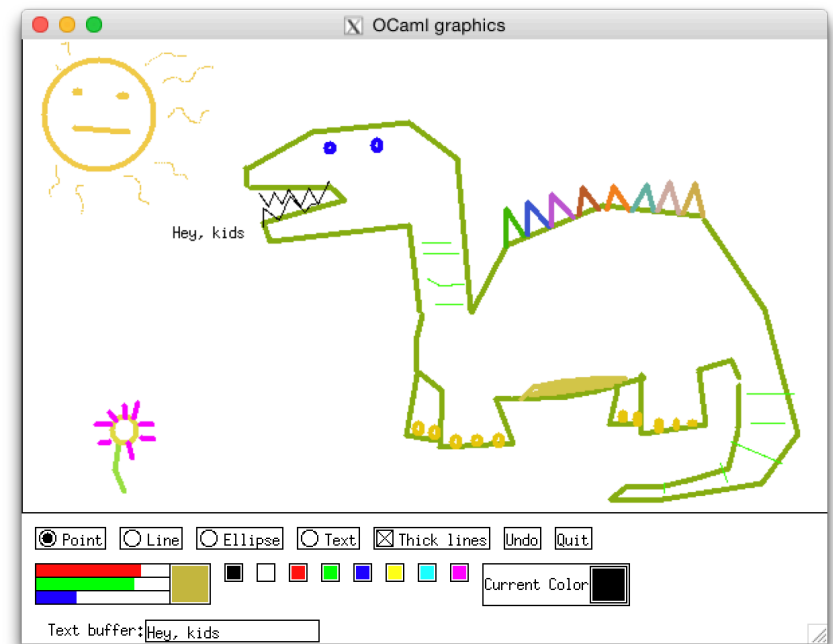 OCaml graphics
Hey, kids
Point Line Ellipse Text Thick lines Undo Quit
Current Color
Text buffer: Hey, kids